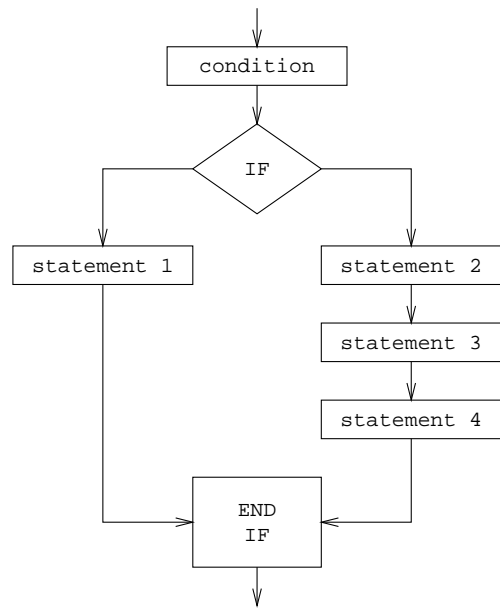 condition
IF
statement 1
statement 2
statement 3
statement 4
END
IF